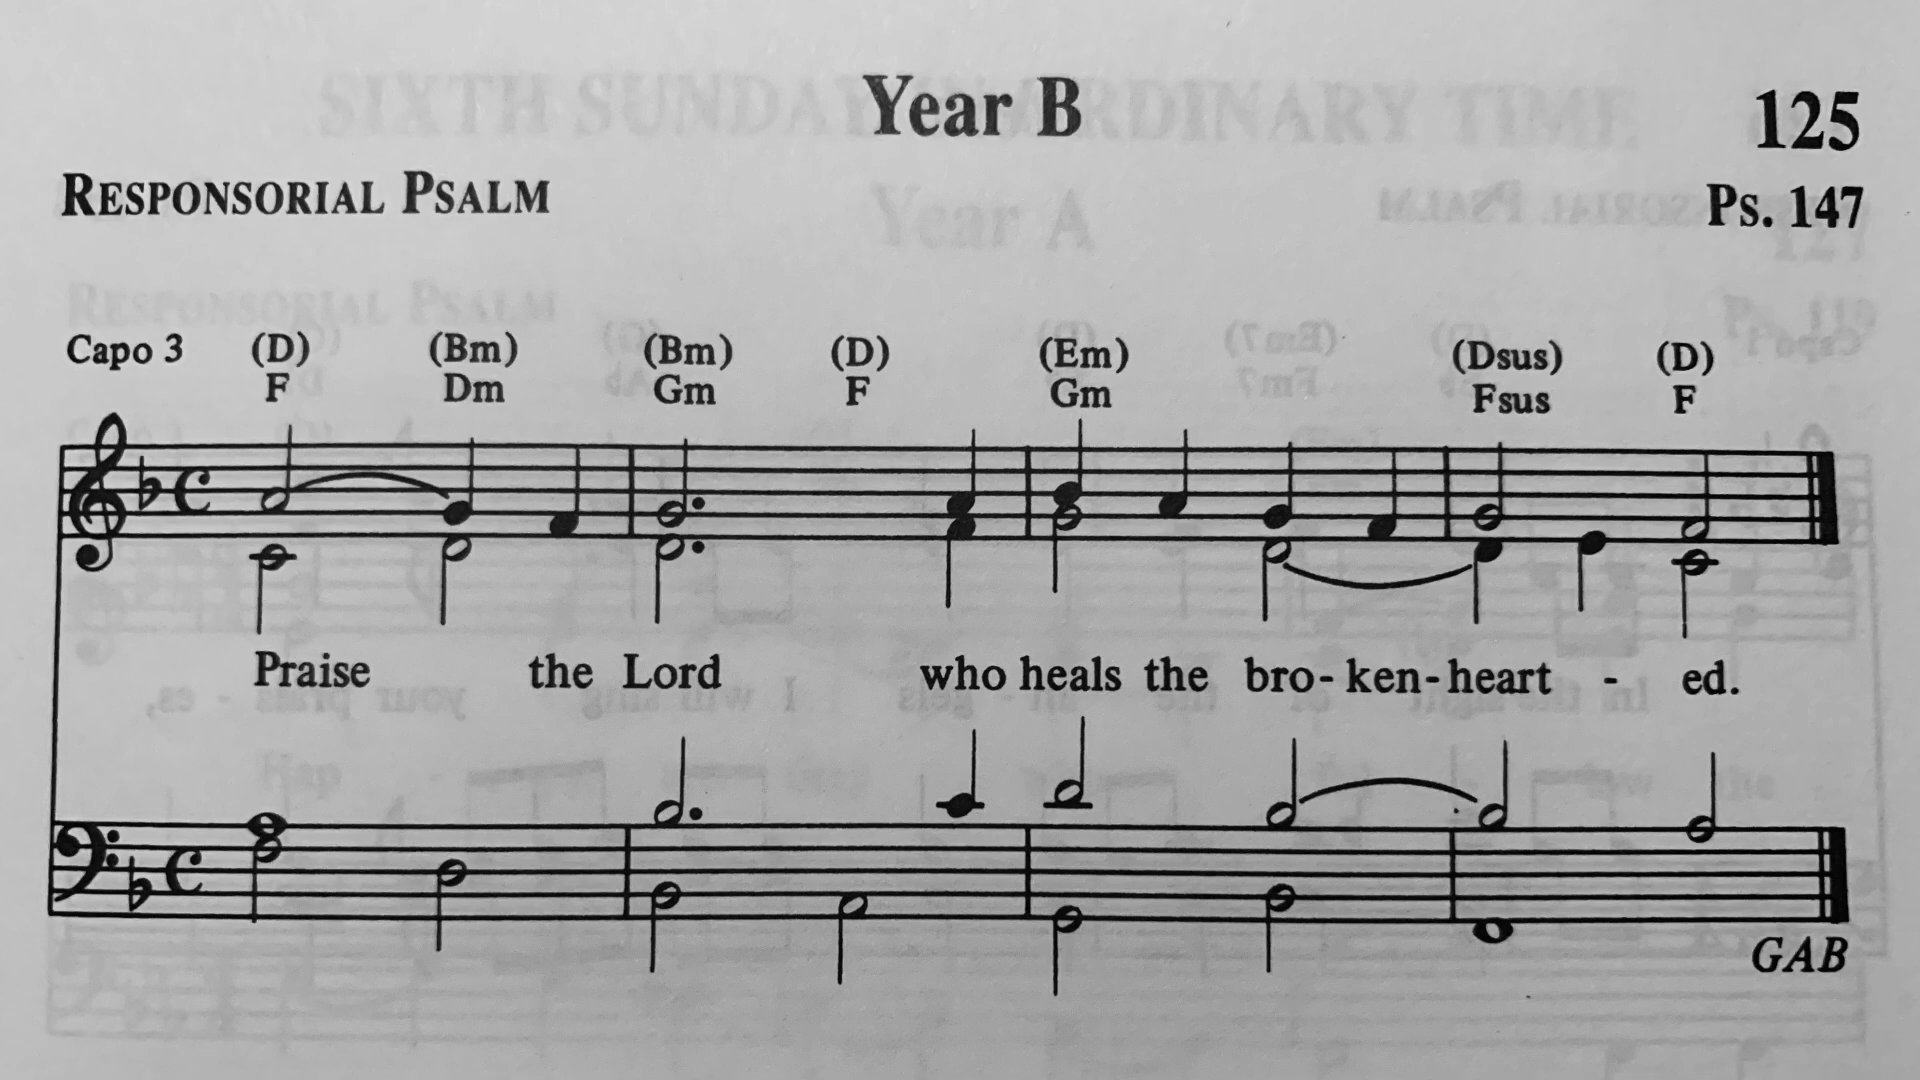 Year B 125
RESPONSORIAL PSALM Ps. 147
Capo 3 (D) (Bm) (Bm) (D) (Em) (Dsus) (D)
F Dm Gm F Gm Fsus F
Praise the Lord who heals the bro- ken- heart - ed.
GAB